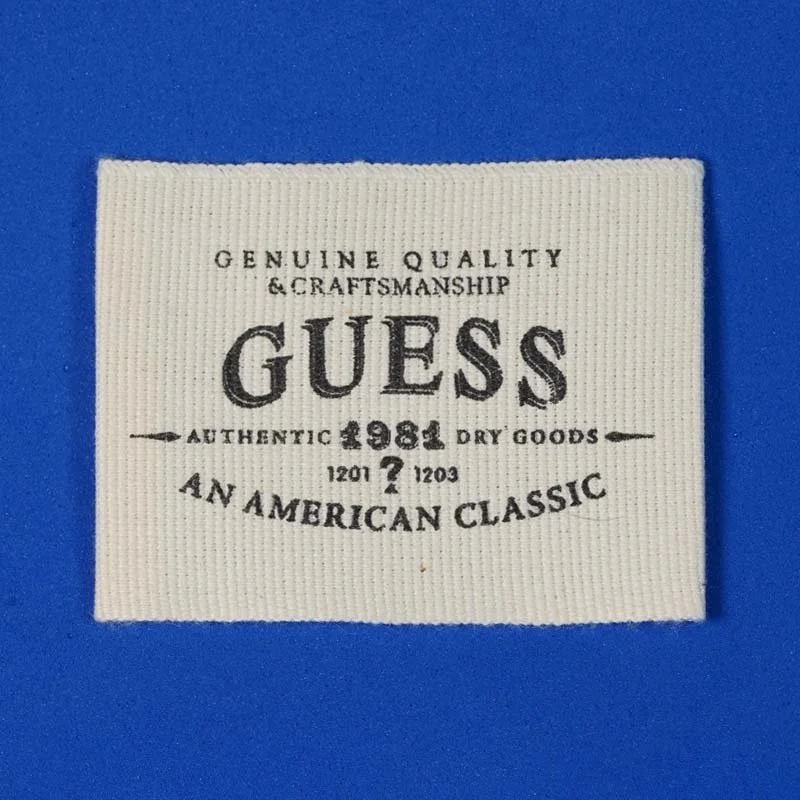 GENUINE QUALITY
&CRAFTSMANSHIP
GUESS
AUTHENTIC 1981 DRY GOODS
1201 ? 1203
AN AMERICAN CLASSIC